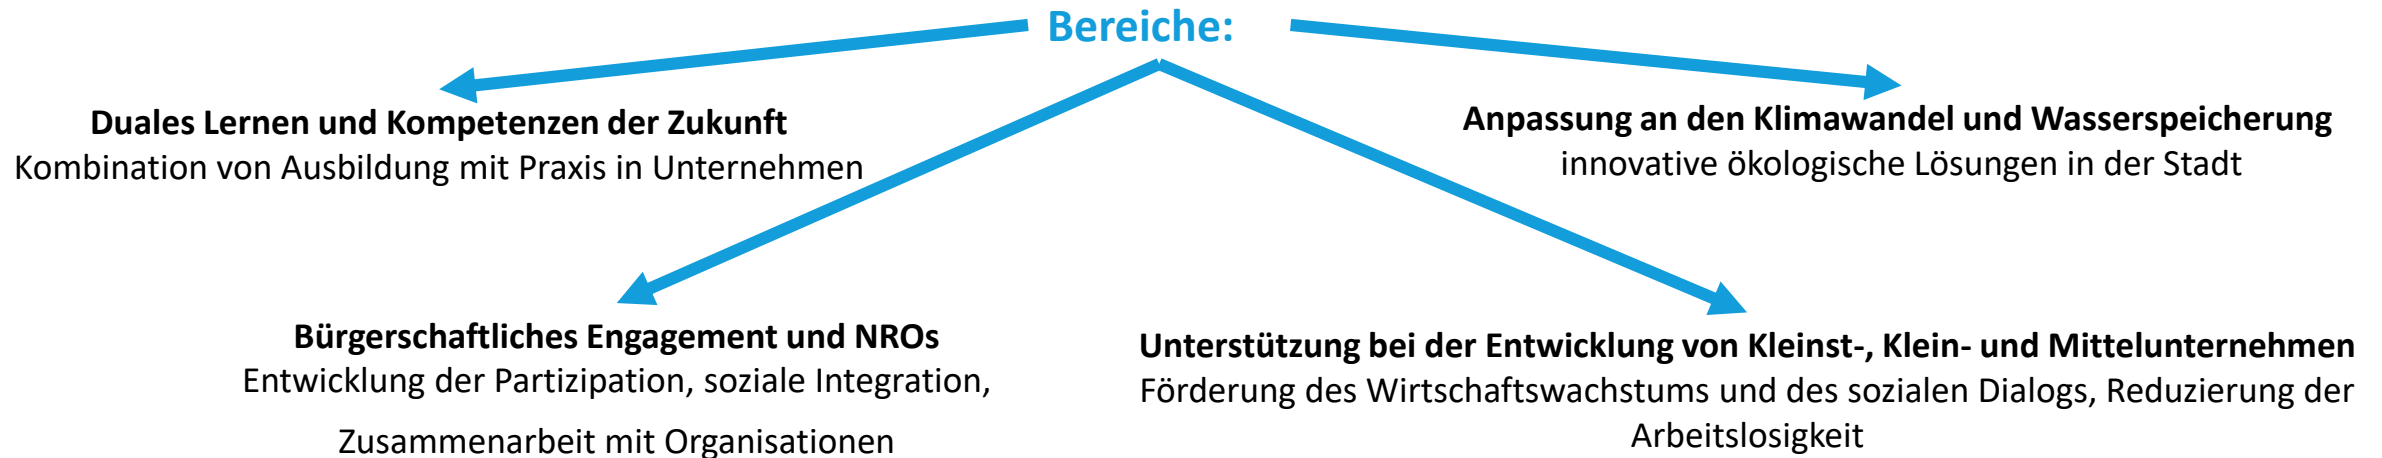 Bereiche:
Duales Lernen und Kompetenzen der Zukunft
Kombination von Ausbildung mit Praxis in Unternehmen
Anpassung an den Klimawandel und Wasserspeicherung
innovative ökologische Lösungen in der Stadt
Bürgerschaftliches Engagement und NROs
Entwicklung der Partizipation, soziale Integration,
Zusammenarbeit mit Organisationen
Unterstützung bei der Entwicklung von Kleinst-, Klein- und Mittelunternehmen
Förderung des Wirtschaftswachstums und des sozialen Dialogs, Reduzierung der
Arbeitslosigkeit